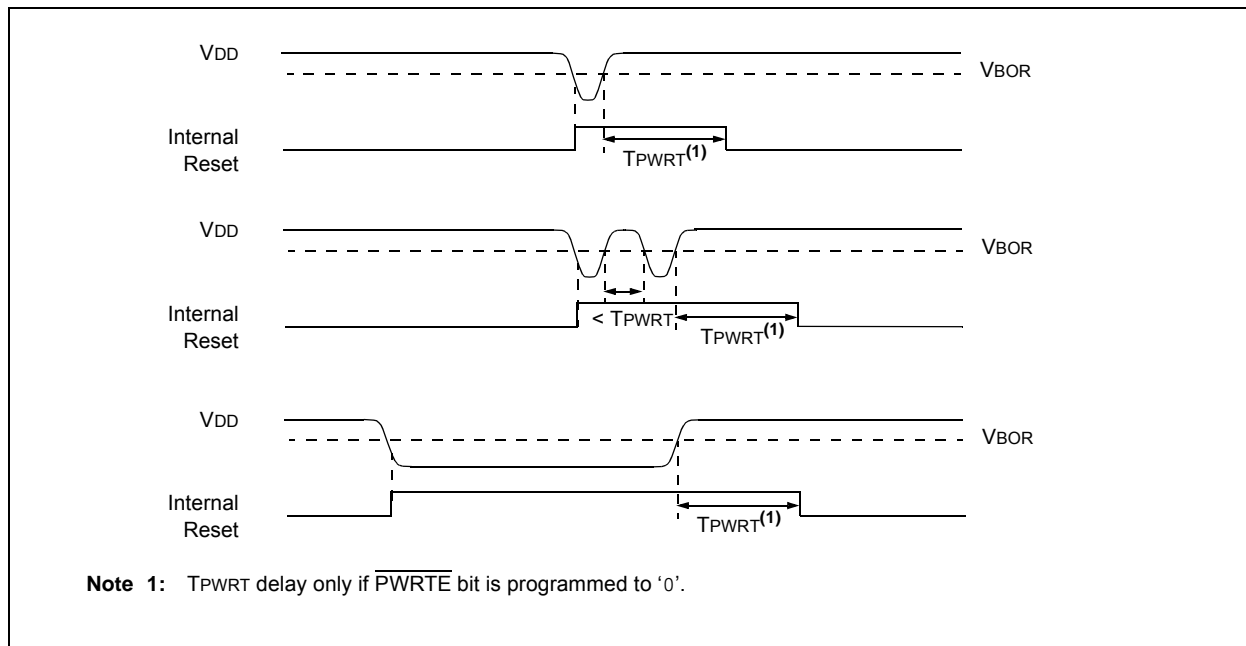 VDD
VBOR
Internal
Reset
TPWRT(1)
VDD
VBOR
Internal
Reset
< TPWRT
TPWRT(1)
VDD
VBOR
Internal
Reset
TPWRT(1)
Note 1: TPWRT delay only if PWRTE bit is programmed to ‘0’.